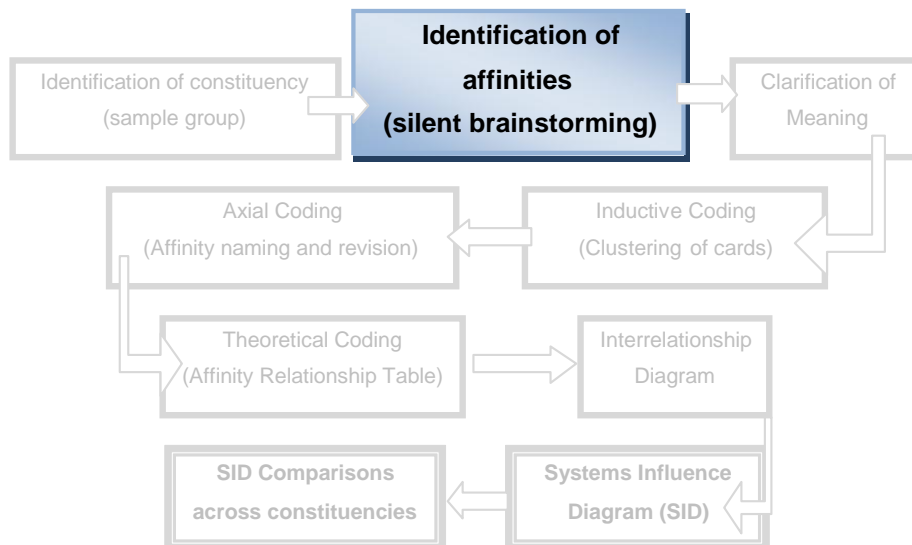 Identification of constituency
(sample group)
Identification of
affinities
(silent brainstorming)
Clarification of
Meaning
Axial Coding
(Affinity naming and revision)
Inductive Coding
(Clustering of cards)
Theoretical Coding
(Affinity Relationship Table)
Interrelationship
Diagram
SID Comparisons
across constituencies
Systems Influence
Diagram (SID)